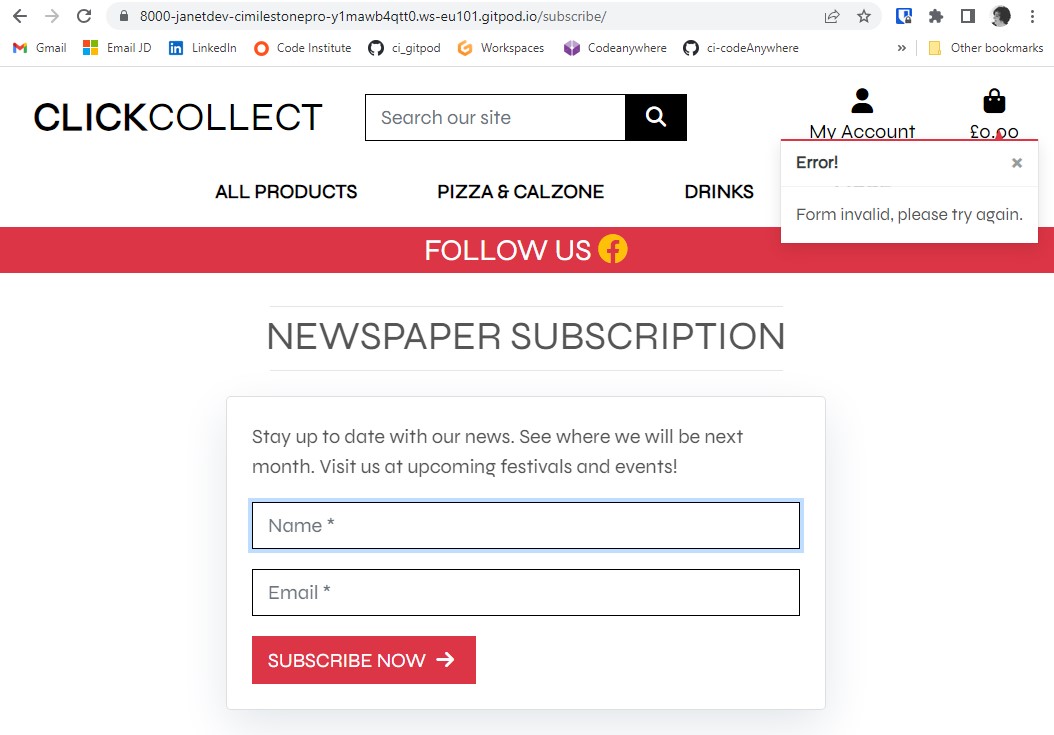 8000-janetdev-cimilestonepro-y1mawb4qtt0.ws-eu101.gitpod.io/subscribe/
Gmail Email JD LinkedIn Code Institute ci_gitpod Workspaces Codeanywhere ci-codeAnywhere » Other bookmarks
CLICKCOLLECT
Search our site
My Account £0.00
Error! ×
Form invalid, please try again.
ALL PRODUCTS PIZZA & CALZONE DRINKS
FOLLOW US
NEWSPAPER SUBSCRIPTION
Stay up to date with our news. See where we will be next
month. Visit us at upcoming festivals and events!
Name *
Email *
SUBSCRIBE NOW